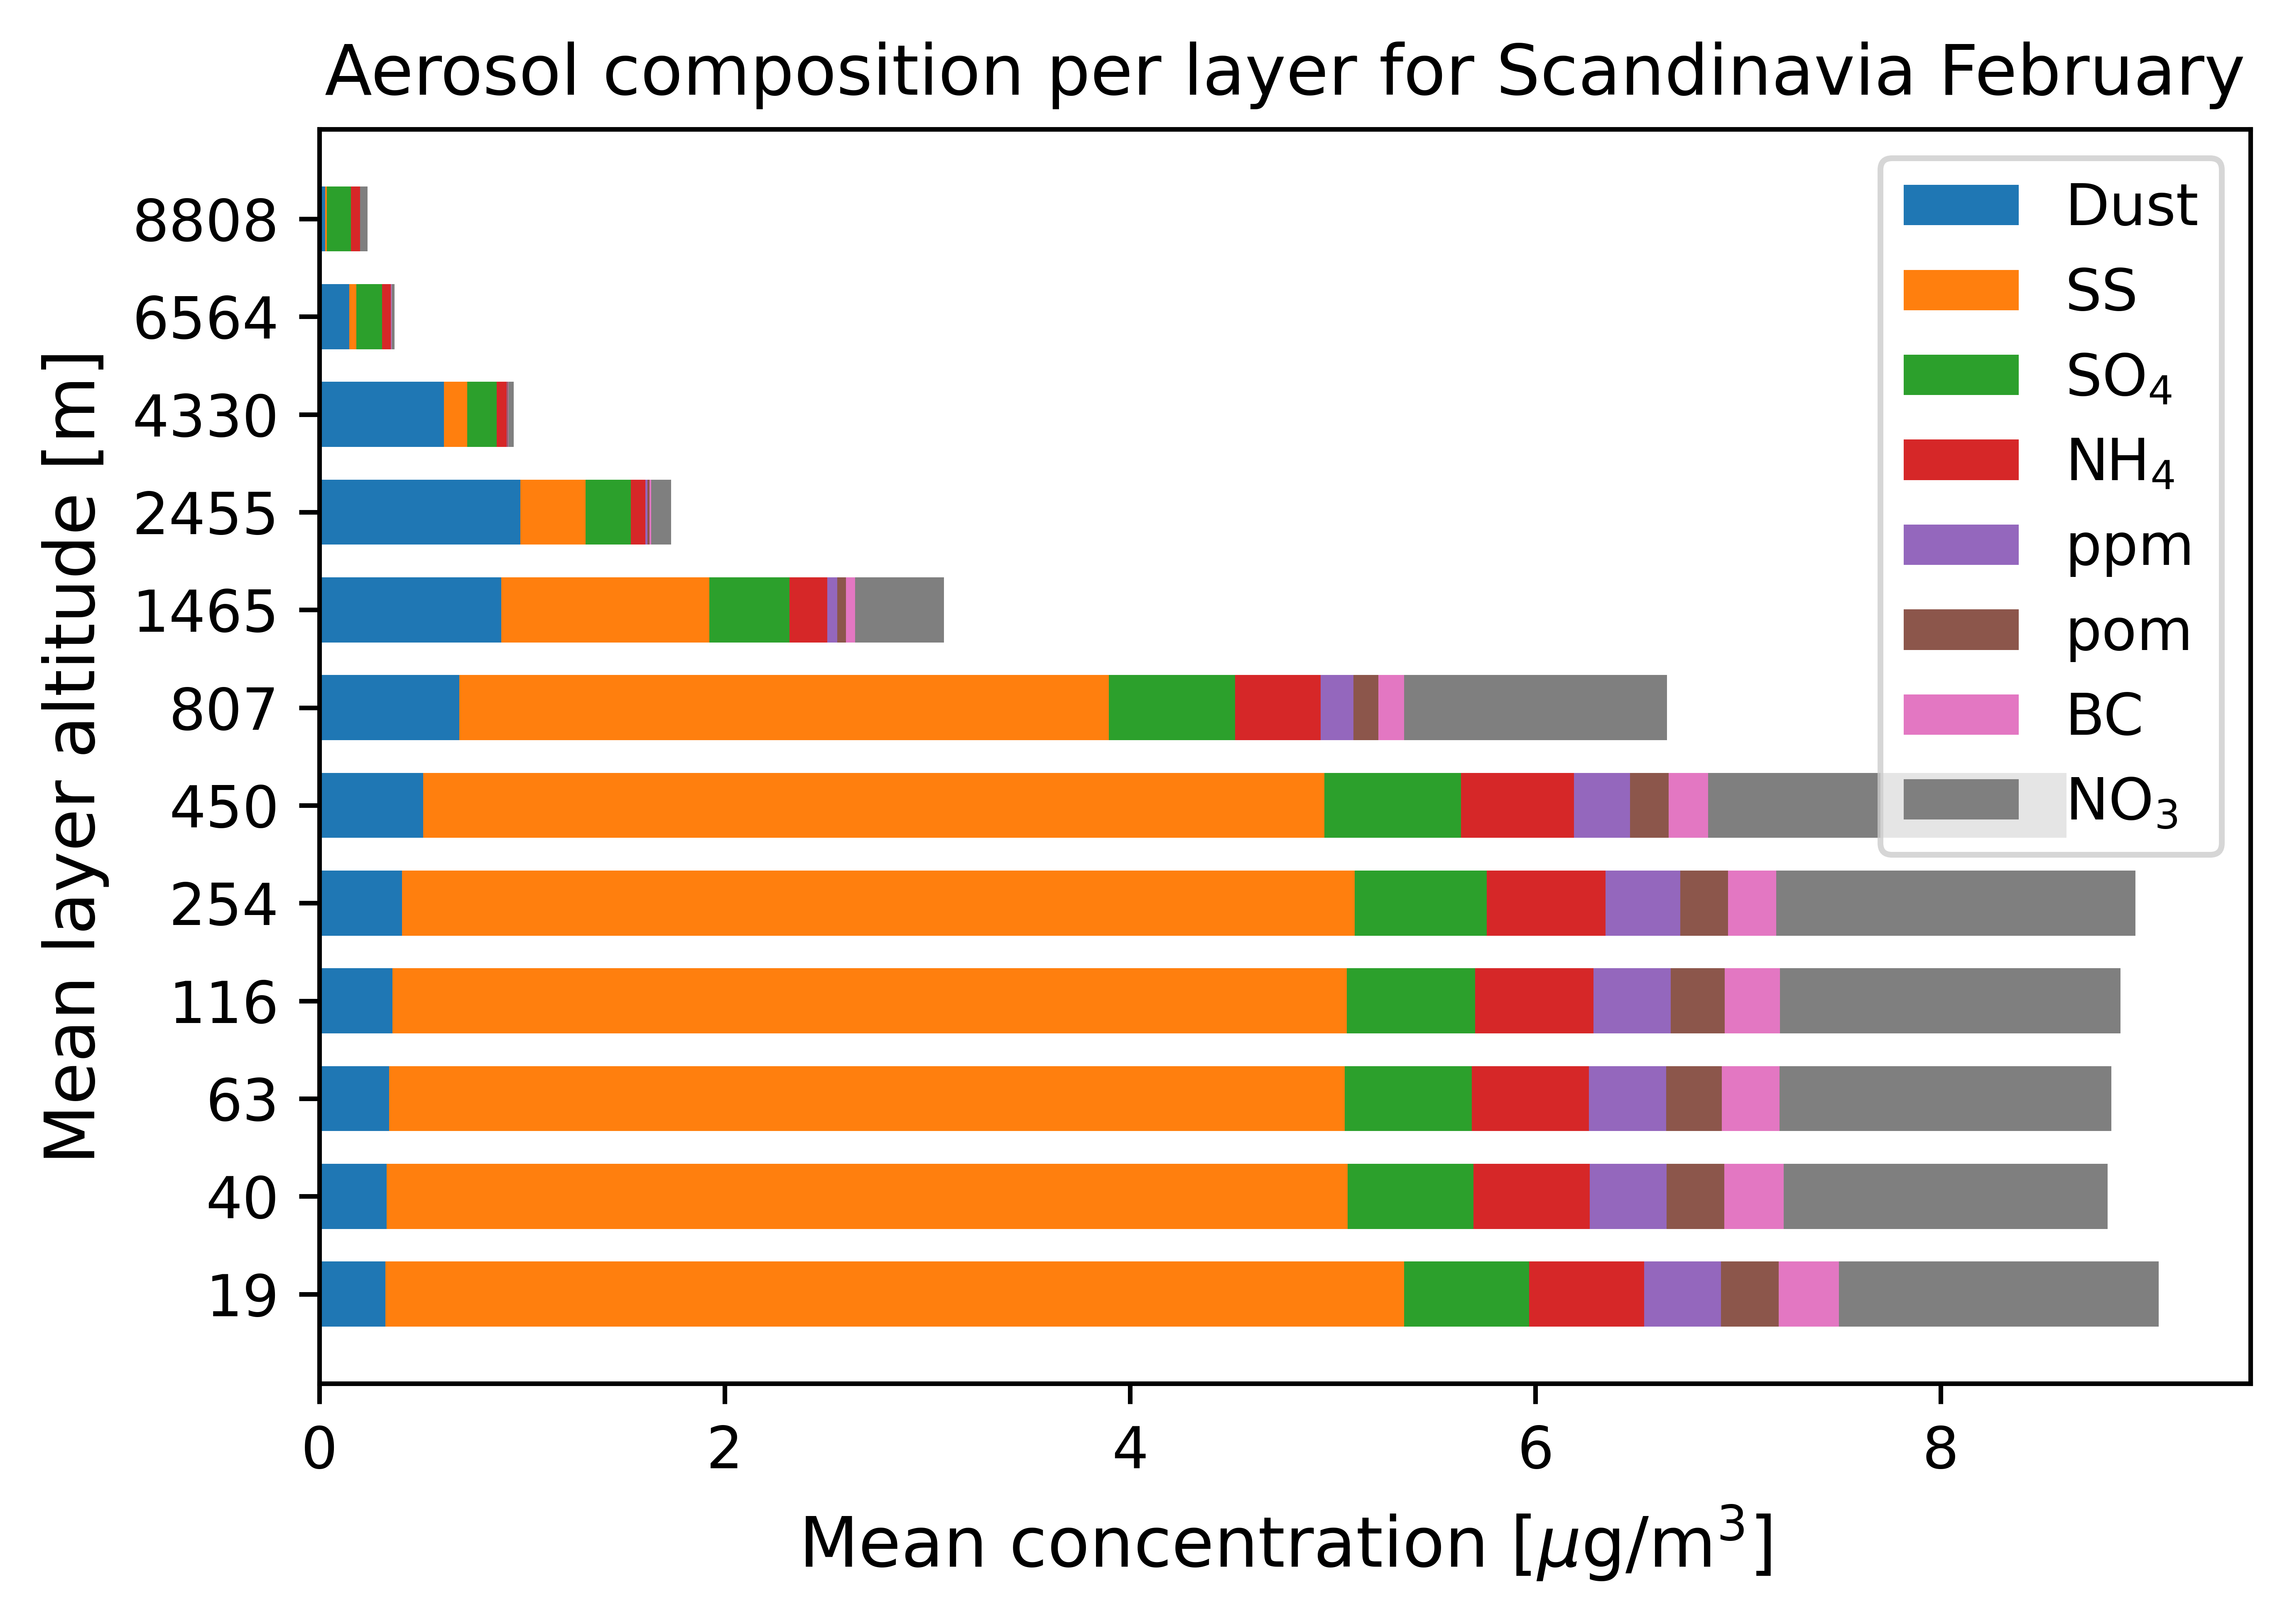 Aerosol composition per layer for Scandinavia February
Mean layer altitude [m]
8808
6564
4330
2455
1465
807
450
254
116
63
40
19
Dust
SS
SO₄
NH₄
ppm
pom
BC
NO₃
0 2 4 6 8
Mean concentration [μg/m³]